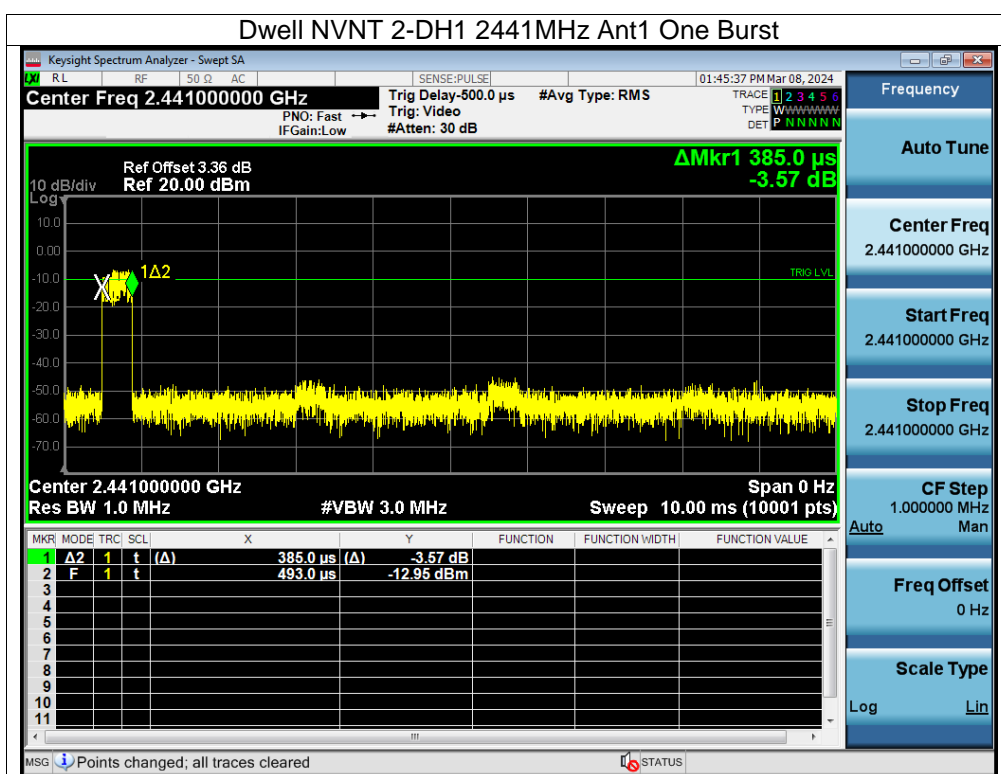 Dwell NVNT 2-DH1 2441MHz Ant1 One Burst
Keysight Spectrum Analyzer - Swept SA
LXI RL RF 50 Ω AC SENSE:PULSE 01:45:37 PM Mar 08, 2024
Center Freq 2.441000000 GHz
PNO: Fast
IFGain:Low
Trig Delay-500.0 µs
Trig: Video
#Atten: 30 dB
#Avg Type: RMS
TRACE 1 2 3 4 5 6
TYPE WWWWWW
DET P N N N N N
Frequency
Auto Tune
Center Freq
2.441000000 GHz
Start Freq
2.441000000 GHz
Stop Freq
2.441000000 GHz
CF Step
1.000000 MHz
Auto Man
Freq Offset
0 Hz
Scale Type
Log Lin
ΔMkr1 385.0 µs
-3.57 dB
Ref Offset 3.36 dB
10 dB/div Ref 20.00 dBm
Log
10.0
0.00
-10.0
-20.0
-30.0
-40.0
-50.0
-60.0
-70.0
1Δ2
TRIG LVL
Center 2.441000000 GHz Span 0 Hz
Res BW 1.0 MHz #VBW 3.0 MHz Sweep 10.00 ms (10001 pts)
MKR MODE TRC SCL X Y FUNCTION FUNCTION WIDTH FUNCTION VALUE
1 Δ2 1 t (Δ) 385.0 µs (Δ) -3.57 dB
2 F 1 t 493.0 µs -12.95 dBm
3
4
5
6
7
8
9
10
11
MSG Points changed; all traces cleared STATUS